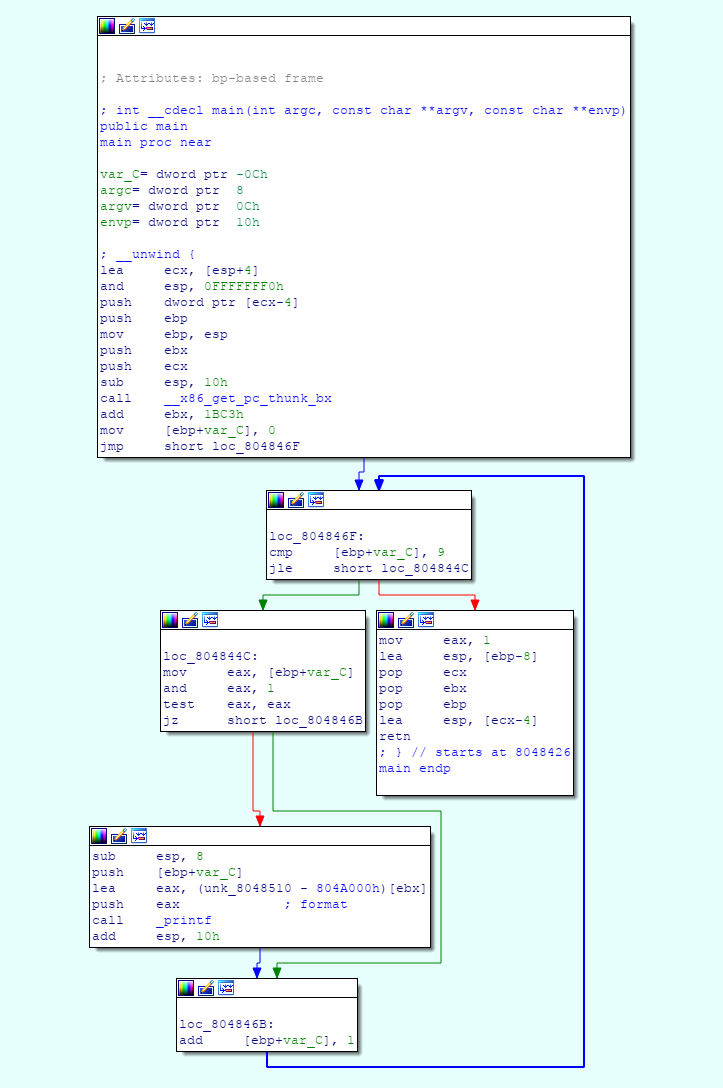 ; Attributes: bp-based frame
; int __cdecl main(int argc, const char **argv, const char **envp)
public main
main proc near
var_C= dword ptr -0Ch
argc= dword ptr  8
argv= dword ptr  0Ch
envp= dword ptr  10h
; __unwind {
lea     ecx, [esp+4]
and     esp, 0FFFFFFF0h
push    dword ptr [ecx-4]
push    ebp
mov     ebp, esp
push    ebx
push    ecx
sub     esp, 10h
call    __x86_get_pc_thunk_bx
add     ebx, 1BC3h
mov     [ebp+var_C], 0
jmp     short loc_804846F
loc_804846F:
cmp     [ebp+var_C], 9
jle     short loc_804844C
loc_804844C:
mov     eax, [ebp+var_C]
and     eax, 1
test    eax, eax
jz      short loc_804846B
mov     eax, 1
lea     esp, [ebp-8]
pop     ecx
pop     ebx
pop     ebp
lea     esp, [ecx-4]
retn
; } // starts at 8048426
main endp
sub     esp, 8
push    [ebp+var_C]
lea     eax, (unk_8048510 - 804A000h)[ebx]
push    eax             ; format
call    _printf
add     esp, 10h
loc_804846B:
add     [ebp+var_C], 1